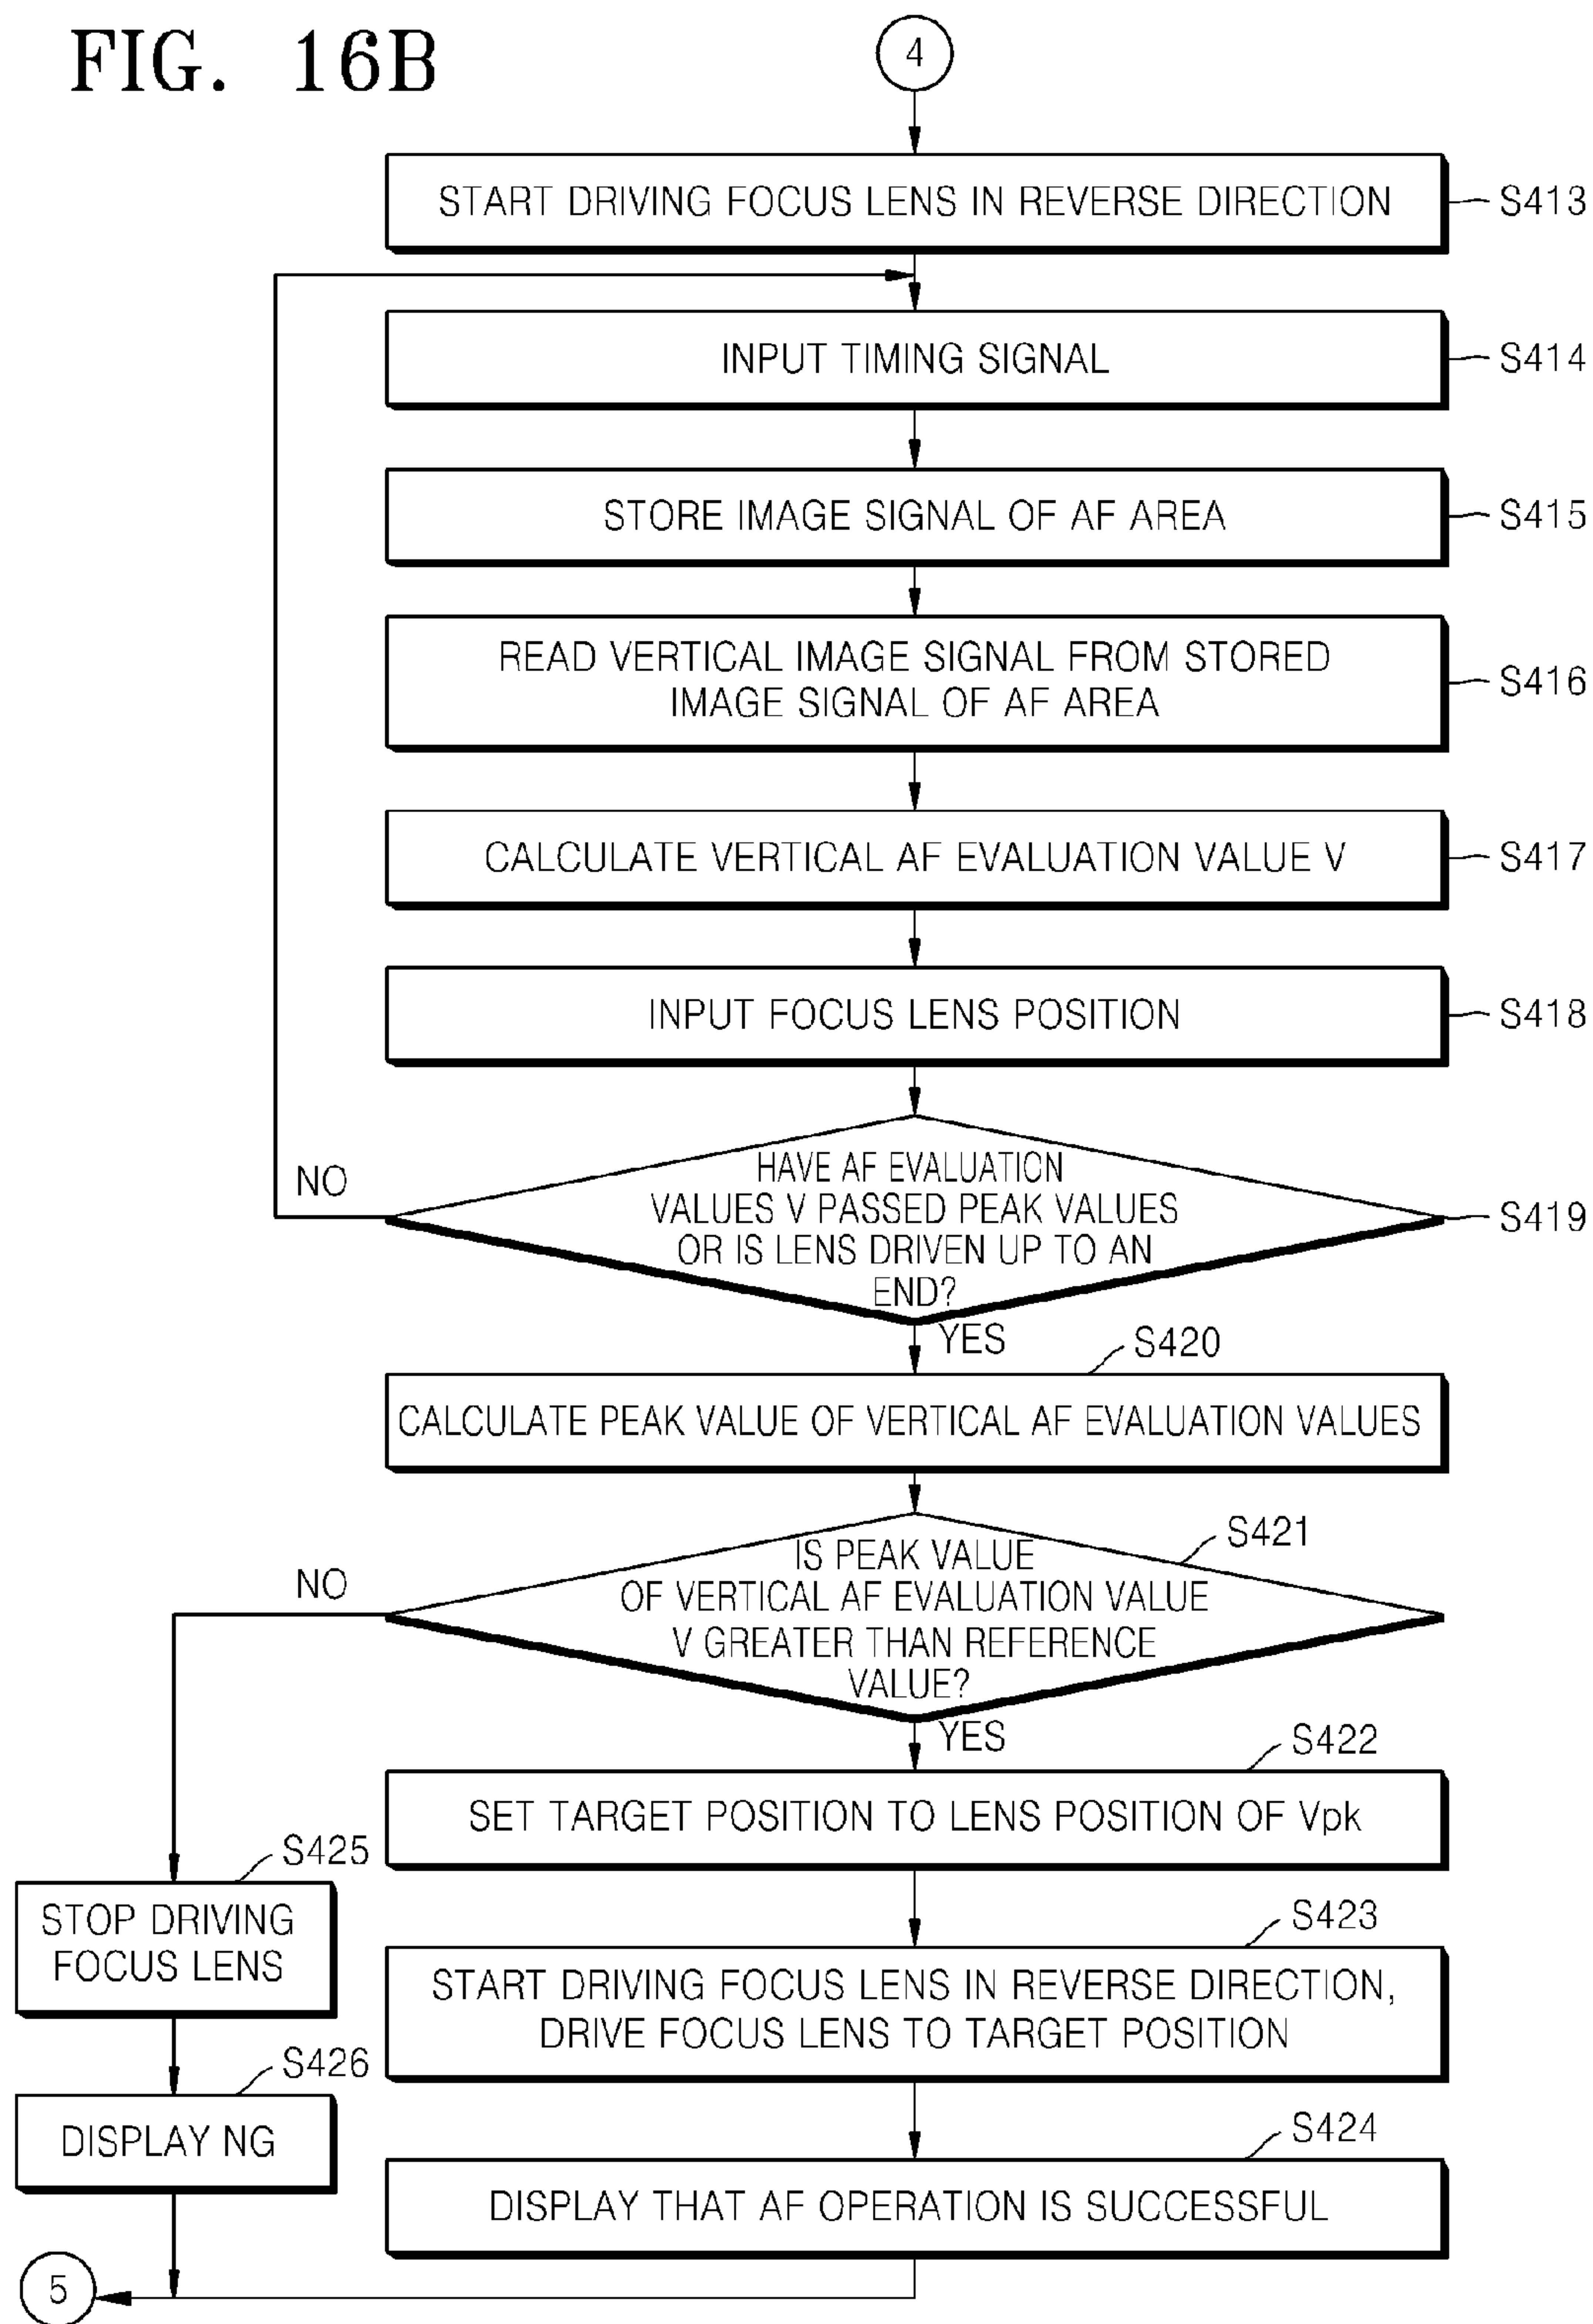 FIG. 16B
4
START DRIVING FOCUS LENS IN REVERSE DIRECTION
S413
INPUT TIMING SIGNAL
S414
STORE IMAGE SIGNAL OF AF AREA
S415
READ VERTICAL IMAGE SIGNAL FROM STORED
IMAGE SIGNAL OF AF AREA
S416
CALCULATE VERTICAL AF EVALUATION VALUE V
S417
INPUT FOCUS LENS POSITION
S418
HAVE AF EVALUATION
VALUES V PASSED PEAK VALUES
OR IS LENS DRIVEN UP TO AN
END?
S419
NO
YES
S420
CALCULATE PEAK VALUE OF VERTICAL AF EVALUATION VALUES
S421
IS PEAK VALUE
OF VERTICAL AF EVALUATION VALUE
V GREATER THAN REFERENCE
VALUE?
NO
YES
S422
SET TARGET POSITION TO LENS POSITION OF Vpk
S425
STOP DRIVING
FOCUS LENS
S423
START DRIVING FOCUS LENS IN REVERSE DIRECTION,
DRIVE FOCUS LENS TO TARGET POSITION
S426
DISPLAY NG
S424
DISPLAY THAT AF OPERATION IS SUCCESSFUL
5